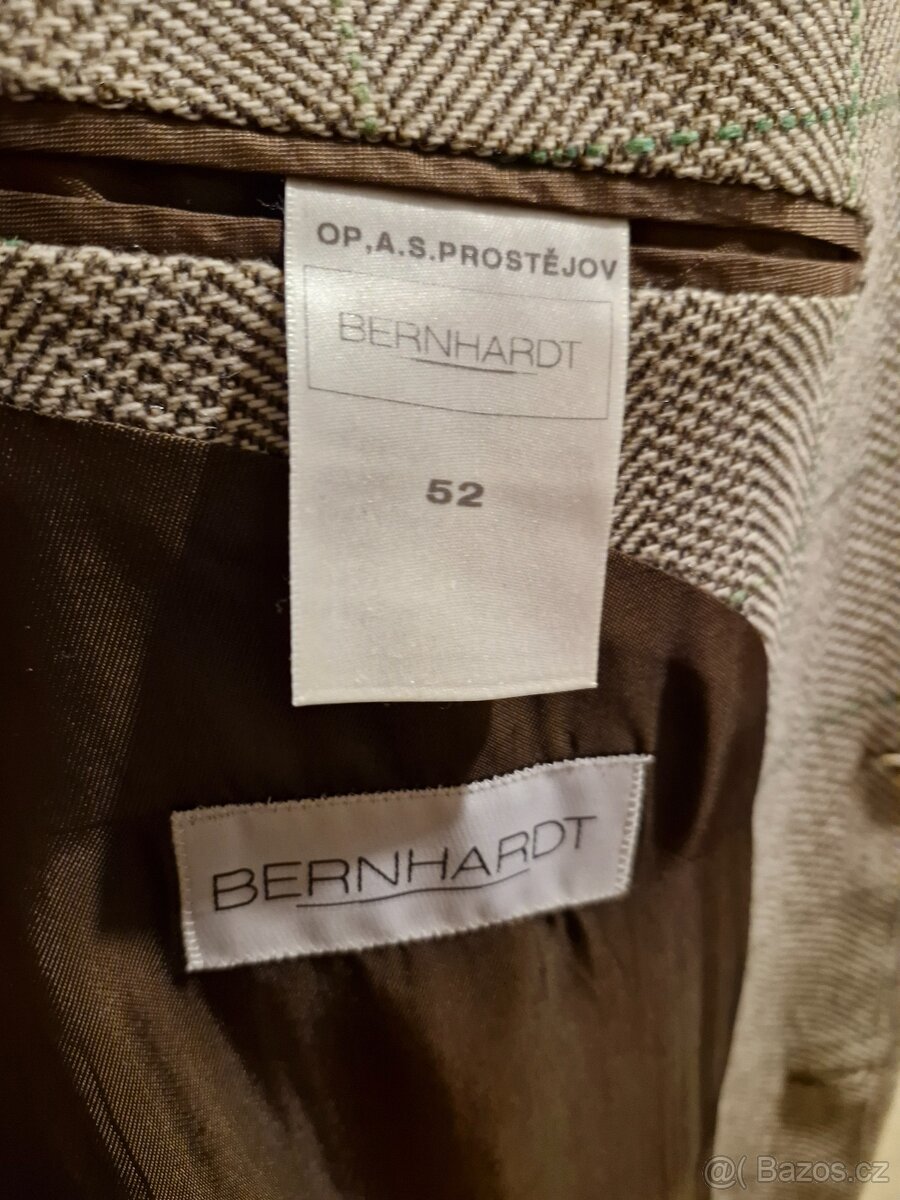 OP,A.S.PROSTĚJOV
BERNHARDT
52
BERNHARDT
@( Bazos.cz